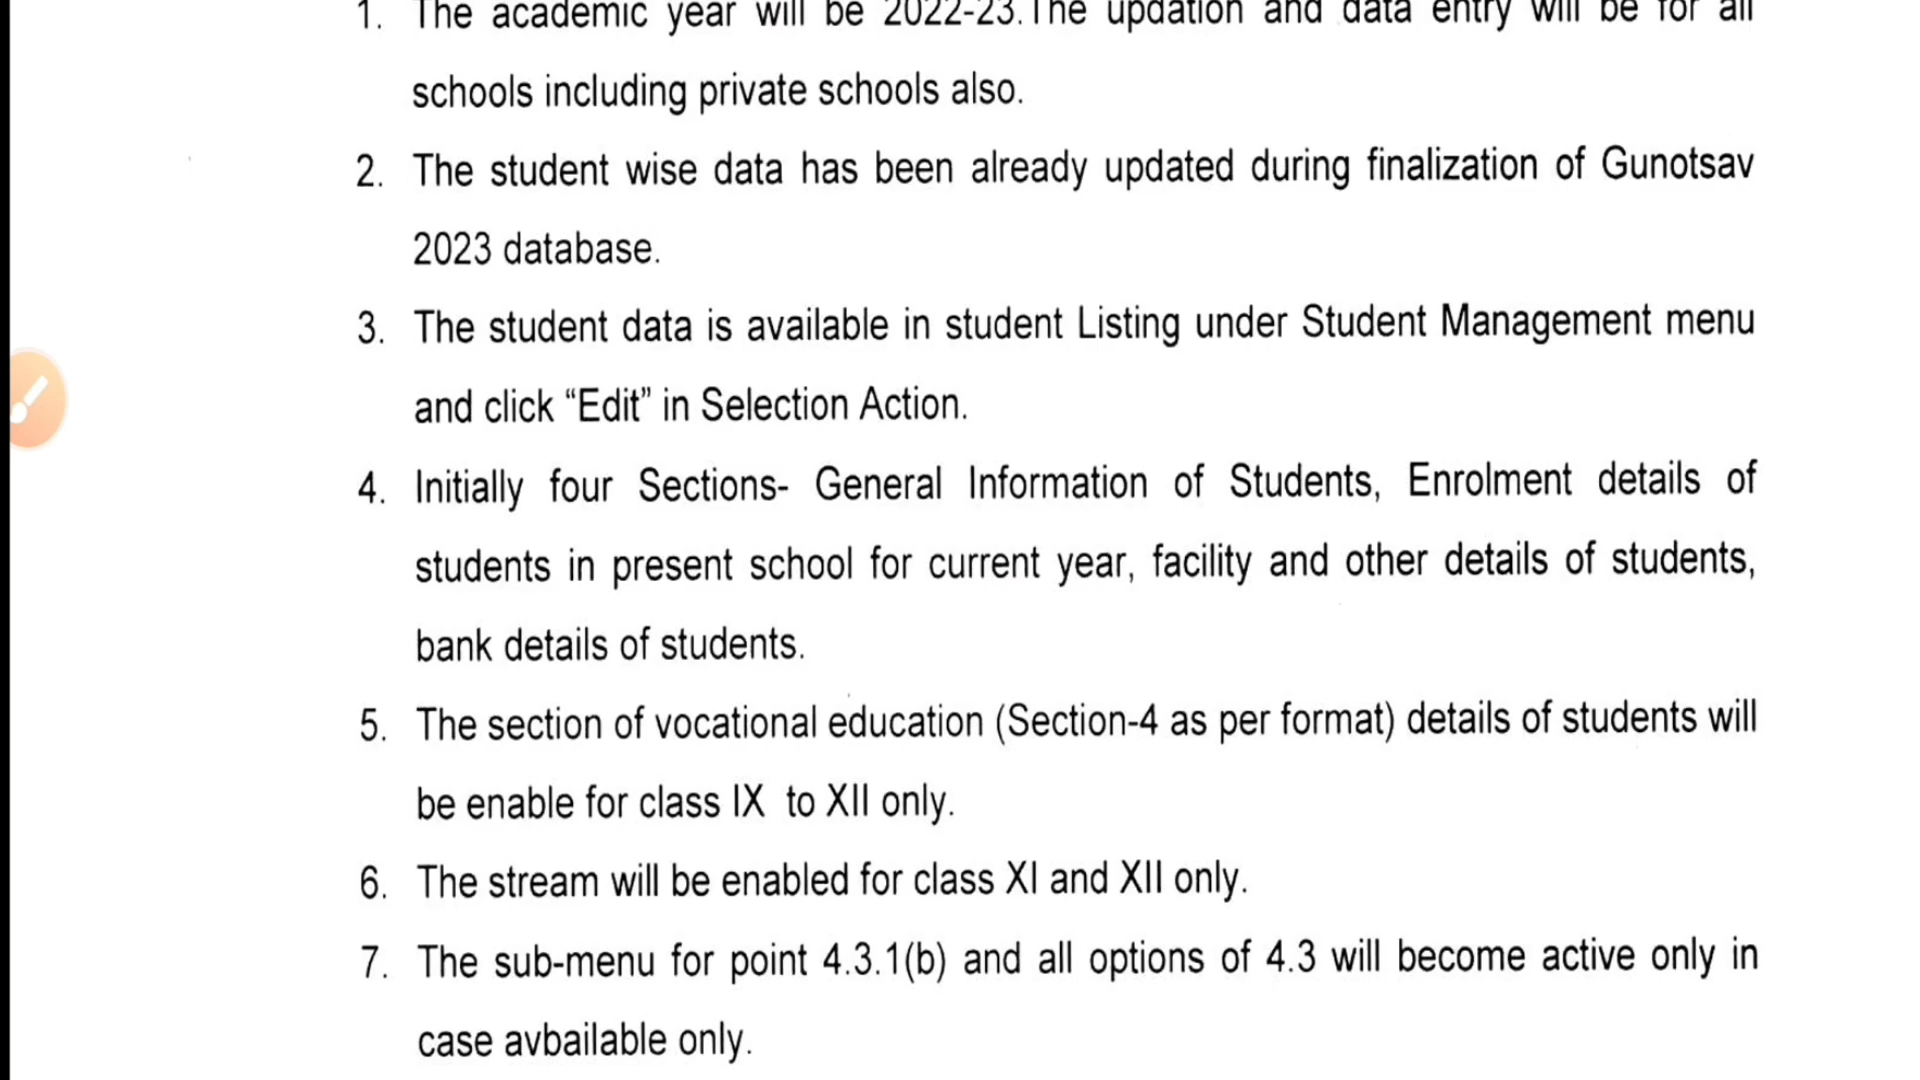 1. The academic year will be 2022-23.The updation and data entry will be for all
schools including private schools also.
2. The student wise data has been already updated during finalization of Gunotsav
2023 database.
3. The student data is available in student Listing under Student Management menu
and click “Edit” in Selection Action.
4. Initially four Sections- General Information of Students, Enrolment details of
students in present school for current year, facility and other details of students,
bank details of students.
5. The section of vocational education (Section-4 as per format) details of students will
be enable for class IX to XII only.
6. The stream will be enabled for class XI and XII only.
7. The sub-menu for point 4.3.1(b) and all options of 4.3 will become active only in
case avbailable only.